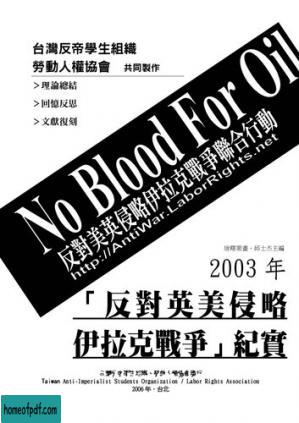 台灣反帝學生組織
勞動人權協會 共同製作
>理論總結
>回憶反思
>文獻復刻
No Blood For Oil
反對美英侵略伊拉克戰爭聯合行動
http://AntiWar.LaborRights.net
2003年
「反對英美侵略
伊拉克戰爭」紀實
Taiwan Anti-Imperialist Students Organization / Labor Rights Association
2006年·台北
homeofpdf.com